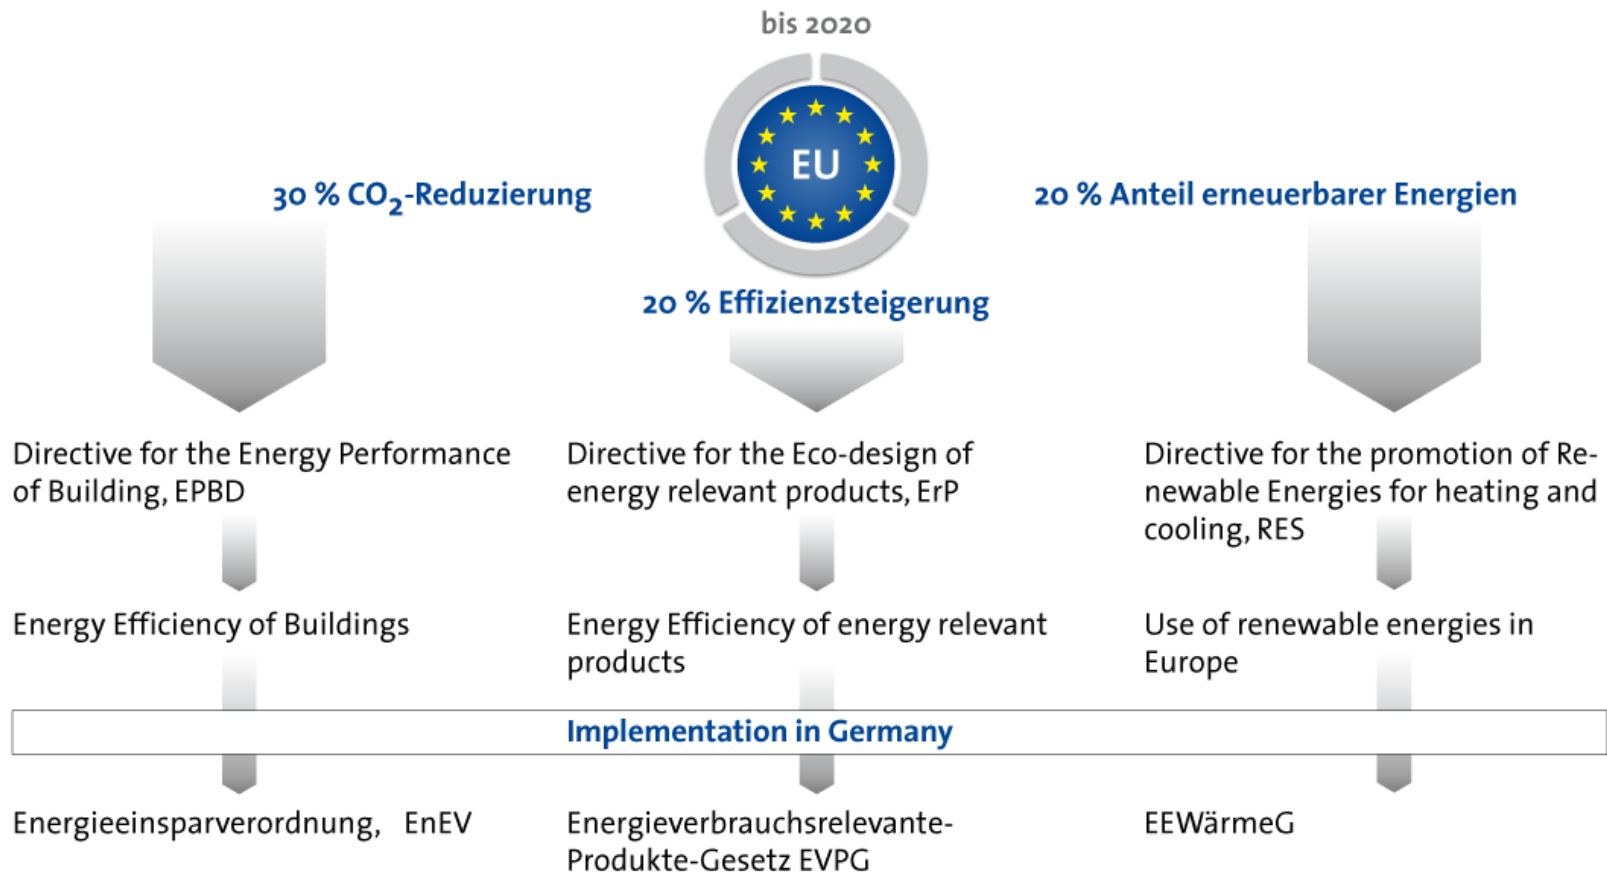 bis 2020
EU
30 % CO₂-Reduzierung
20 % Anteil erneuerbarer Energien
20 % Effizienzsteigerung
Directive for the Energy Performance
of Building, EPBD
Directive for the Eco-design of
energy relevant products, ErP
Directive for the promotion of Re-
newable Energies for heating and
cooling, RES
Energy Efficiency of Buildings
Energy Efficiency of energy relevant
products
Use of renewable energies in
Europe
Implementation in Germany
Energieeinsparverordnung, EnEV
Energieverbrauchsrelevante-
Produkte-Gesetz EVPG
EEWärmeG